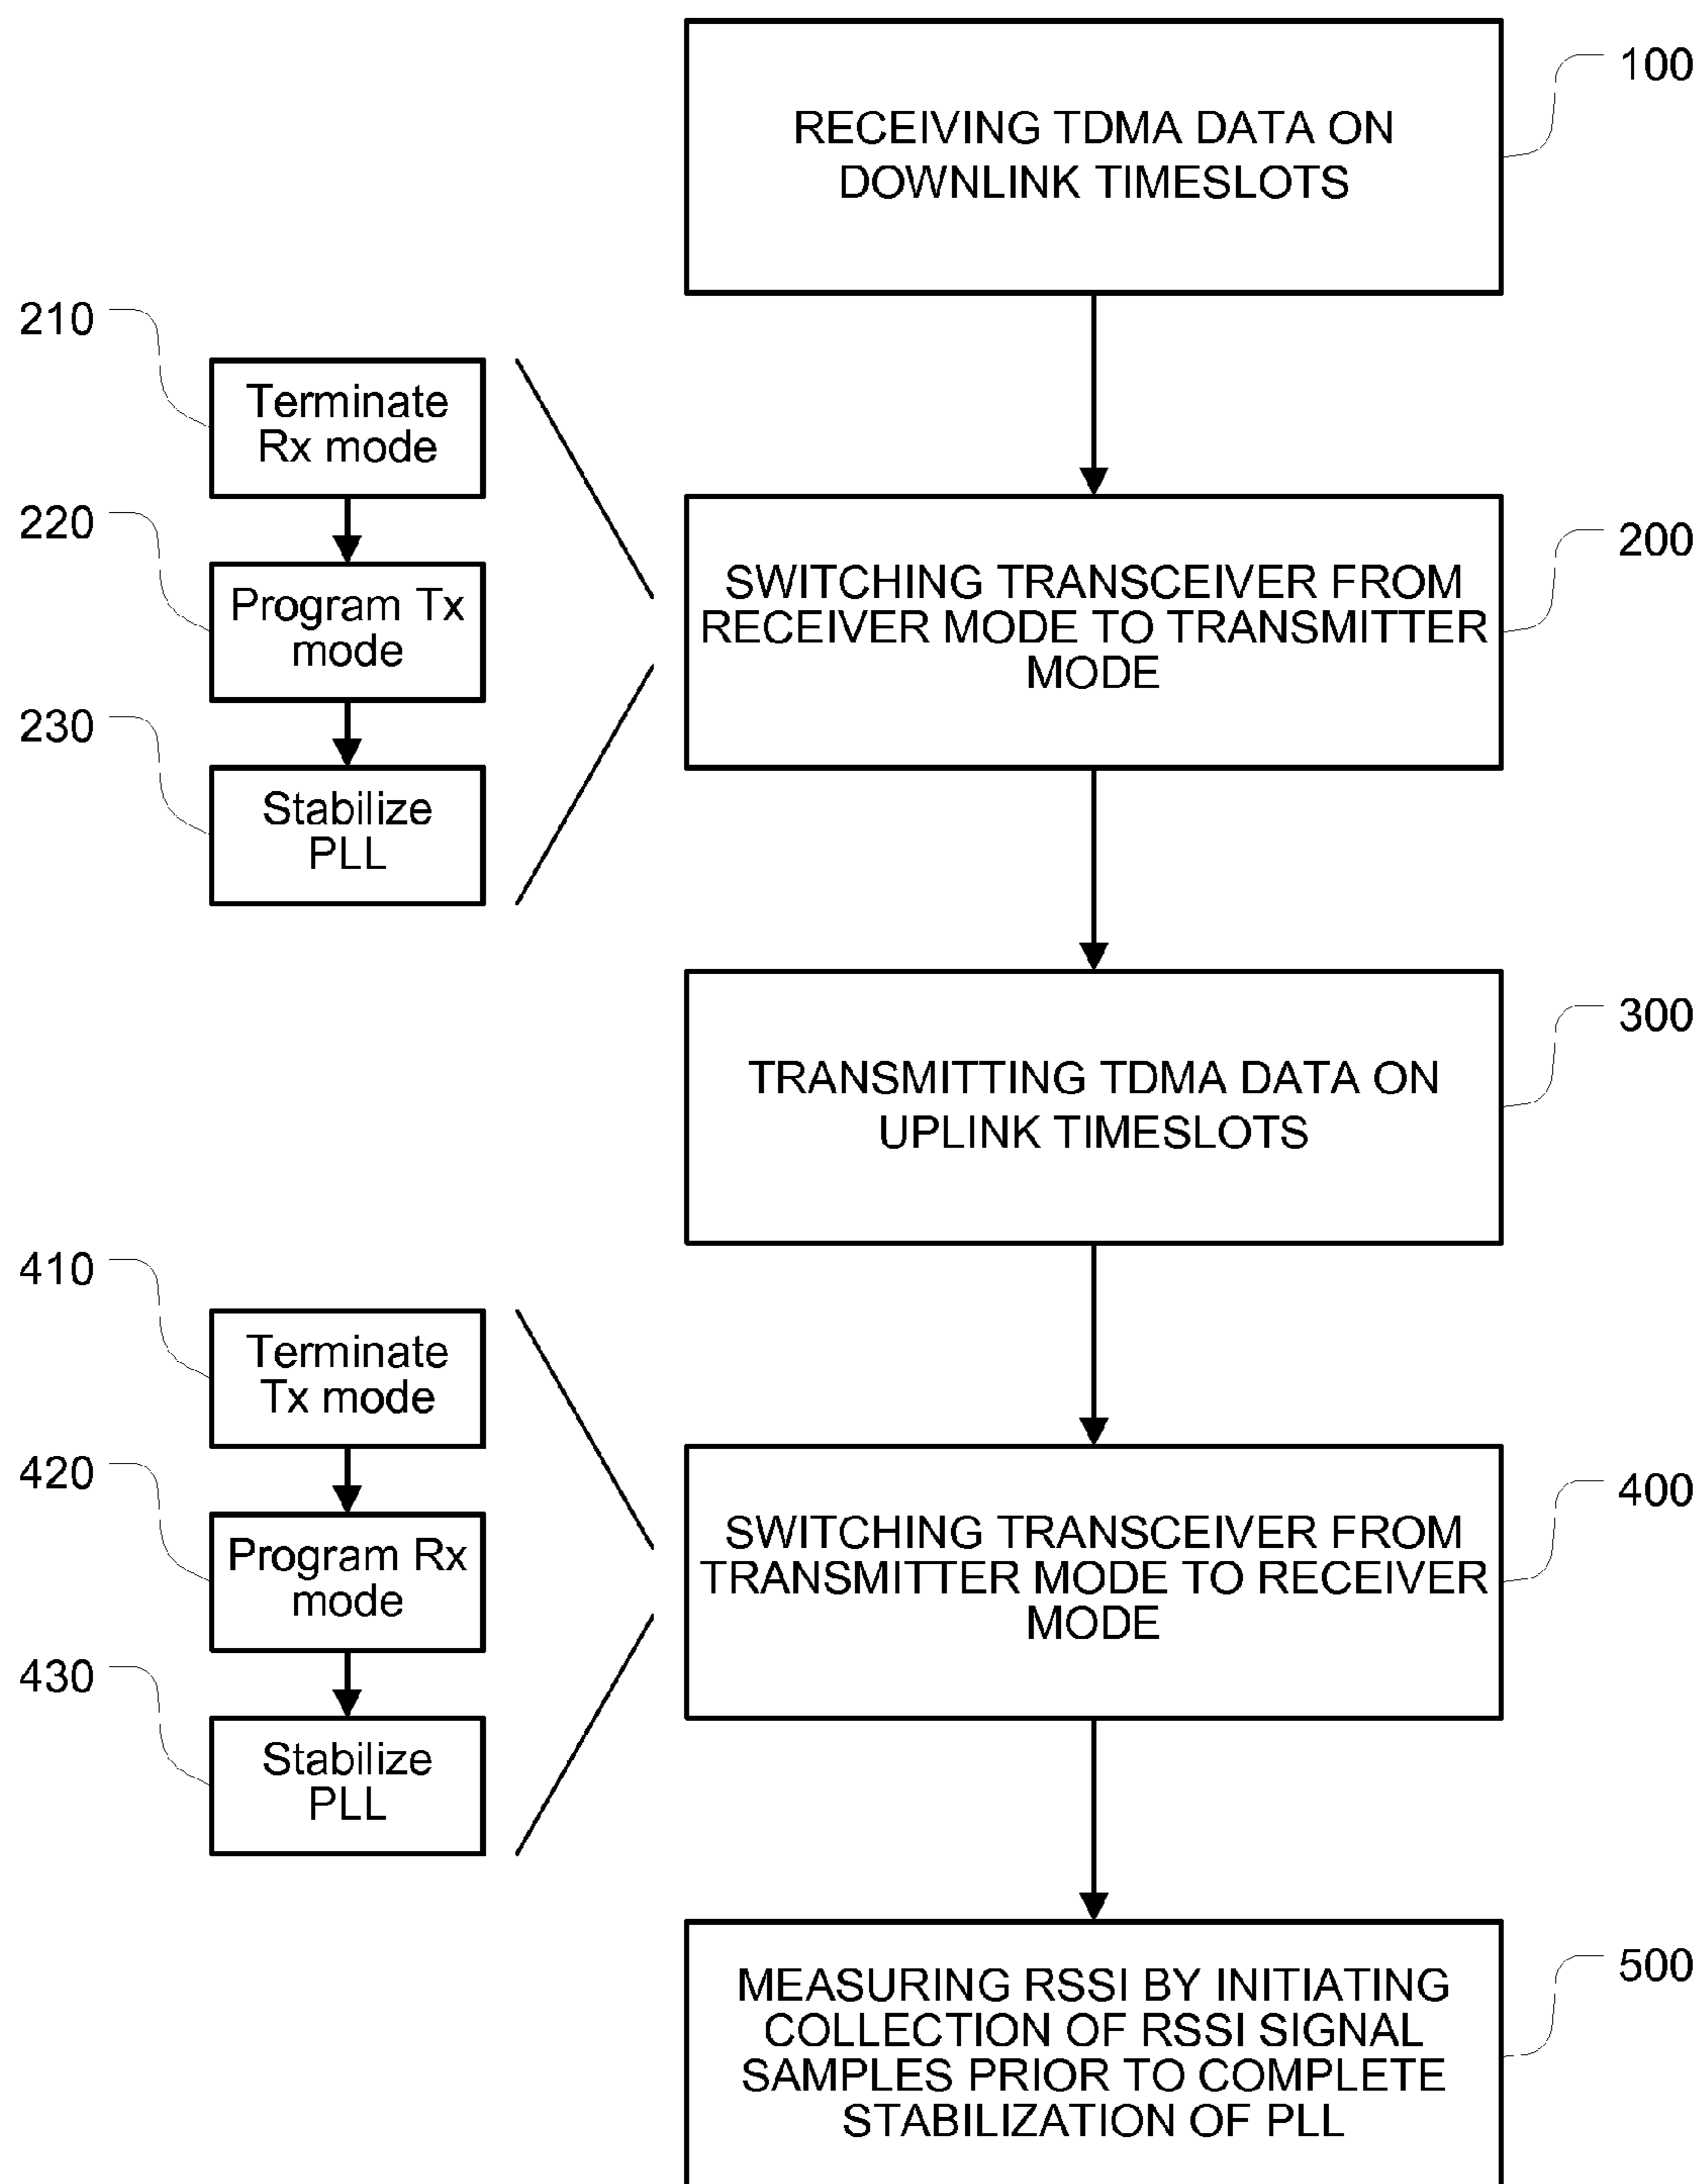 100
RECEIVING TDMA DATA ON
DOWNLINK TIMESLOTS
210
Terminate
Rx mode
220
Program Tx
mode
230
Stabilize
PLL
200
SWITCHING TRANSCEIVER FROM
RECEIVER MODE TO TRANSMITTER
MODE
300
TRANSMITTING TDMA DATA ON
UPLINK TIMESLOTS
410
Terminate
Tx mode
420
Program Rx
mode
430
Stabilize
PLL
400
SWITCHING TRANSCEIVER FROM
TRANSMITTER MODE TO RECEIVER
MODE
500
MEASURING RSSI BY INITIATING
COLLECTION OF RSSI SIGNAL
SAMPLES PRIOR TO COMPLETE
STABILIZATION OF PLL